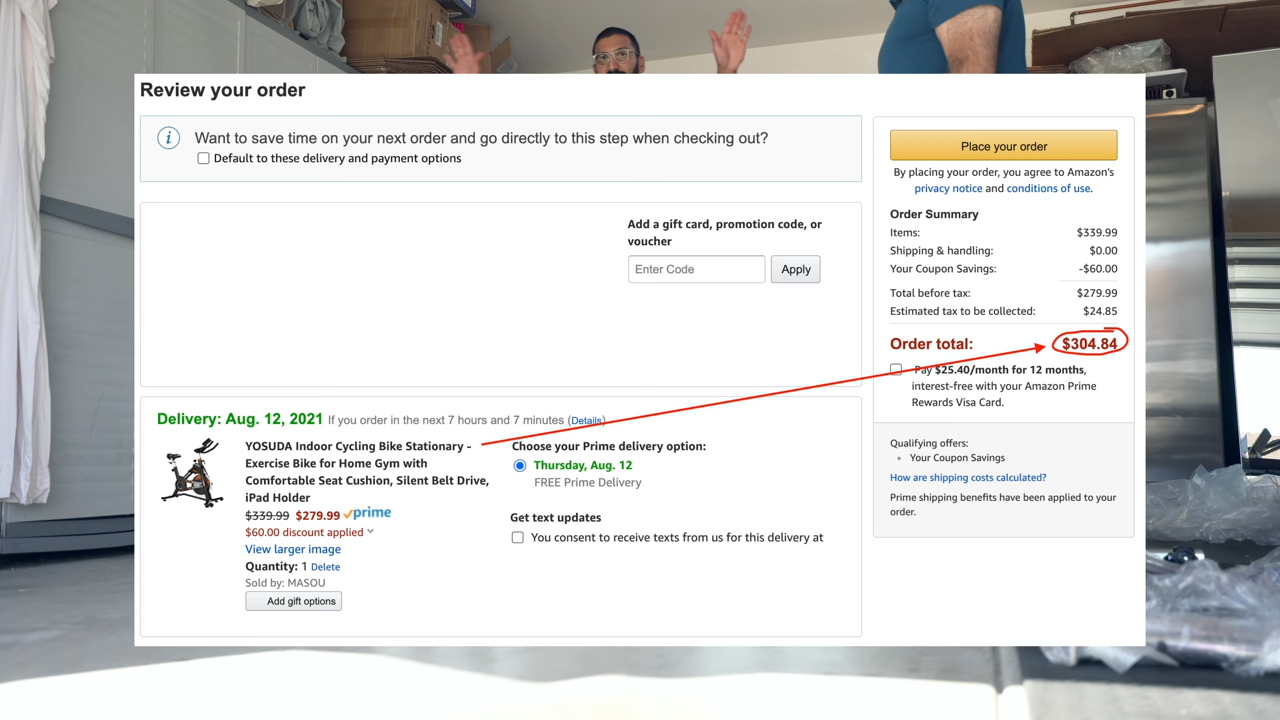 Review your order
Want to save time on your next order and go directly to this step when checking out?
Default to these delivery and payment options
Add a gift card, promotion code, or
voucher
Enter Code
Apply
Delivery: Aug. 12, 2021 If you order in the next 7 hours and 7 minutes (Details)
YOSUDA Indoor Cycling Bike Stationary -
Exercise Bike for Home Gym with
Comfortable Seat Cushion, Silent Belt Drive,
iPad Holder
$339.99 $279.99 prime
$60.00 discount applied
View larger image
Quantity: 1 Delete
Sold by: MASOU
Add gift options
Choose your Prime delivery option:
Thursday, Aug. 12
FREE Prime Delivery
Get text updates
You consent to receive texts from us for this delivery at
Place your order
By placing your order, you agree to Amazon's
privacy notice and conditions of use.
Order Summary
Items: $339.99
Shipping & handling: $0.00
Your Coupon Savings: -$60.00
Total before tax: $279.99
Estimated tax to be collected: $24.85
Order total: $304.84
Pay $25.40/month for 12 months,
interest-free with your Amazon Prime
Rewards Visa Card.
Qualifying offers:
Your Coupon Savings
How are shipping costs calculated?
Prime shipping benefits have been applied to your
order.